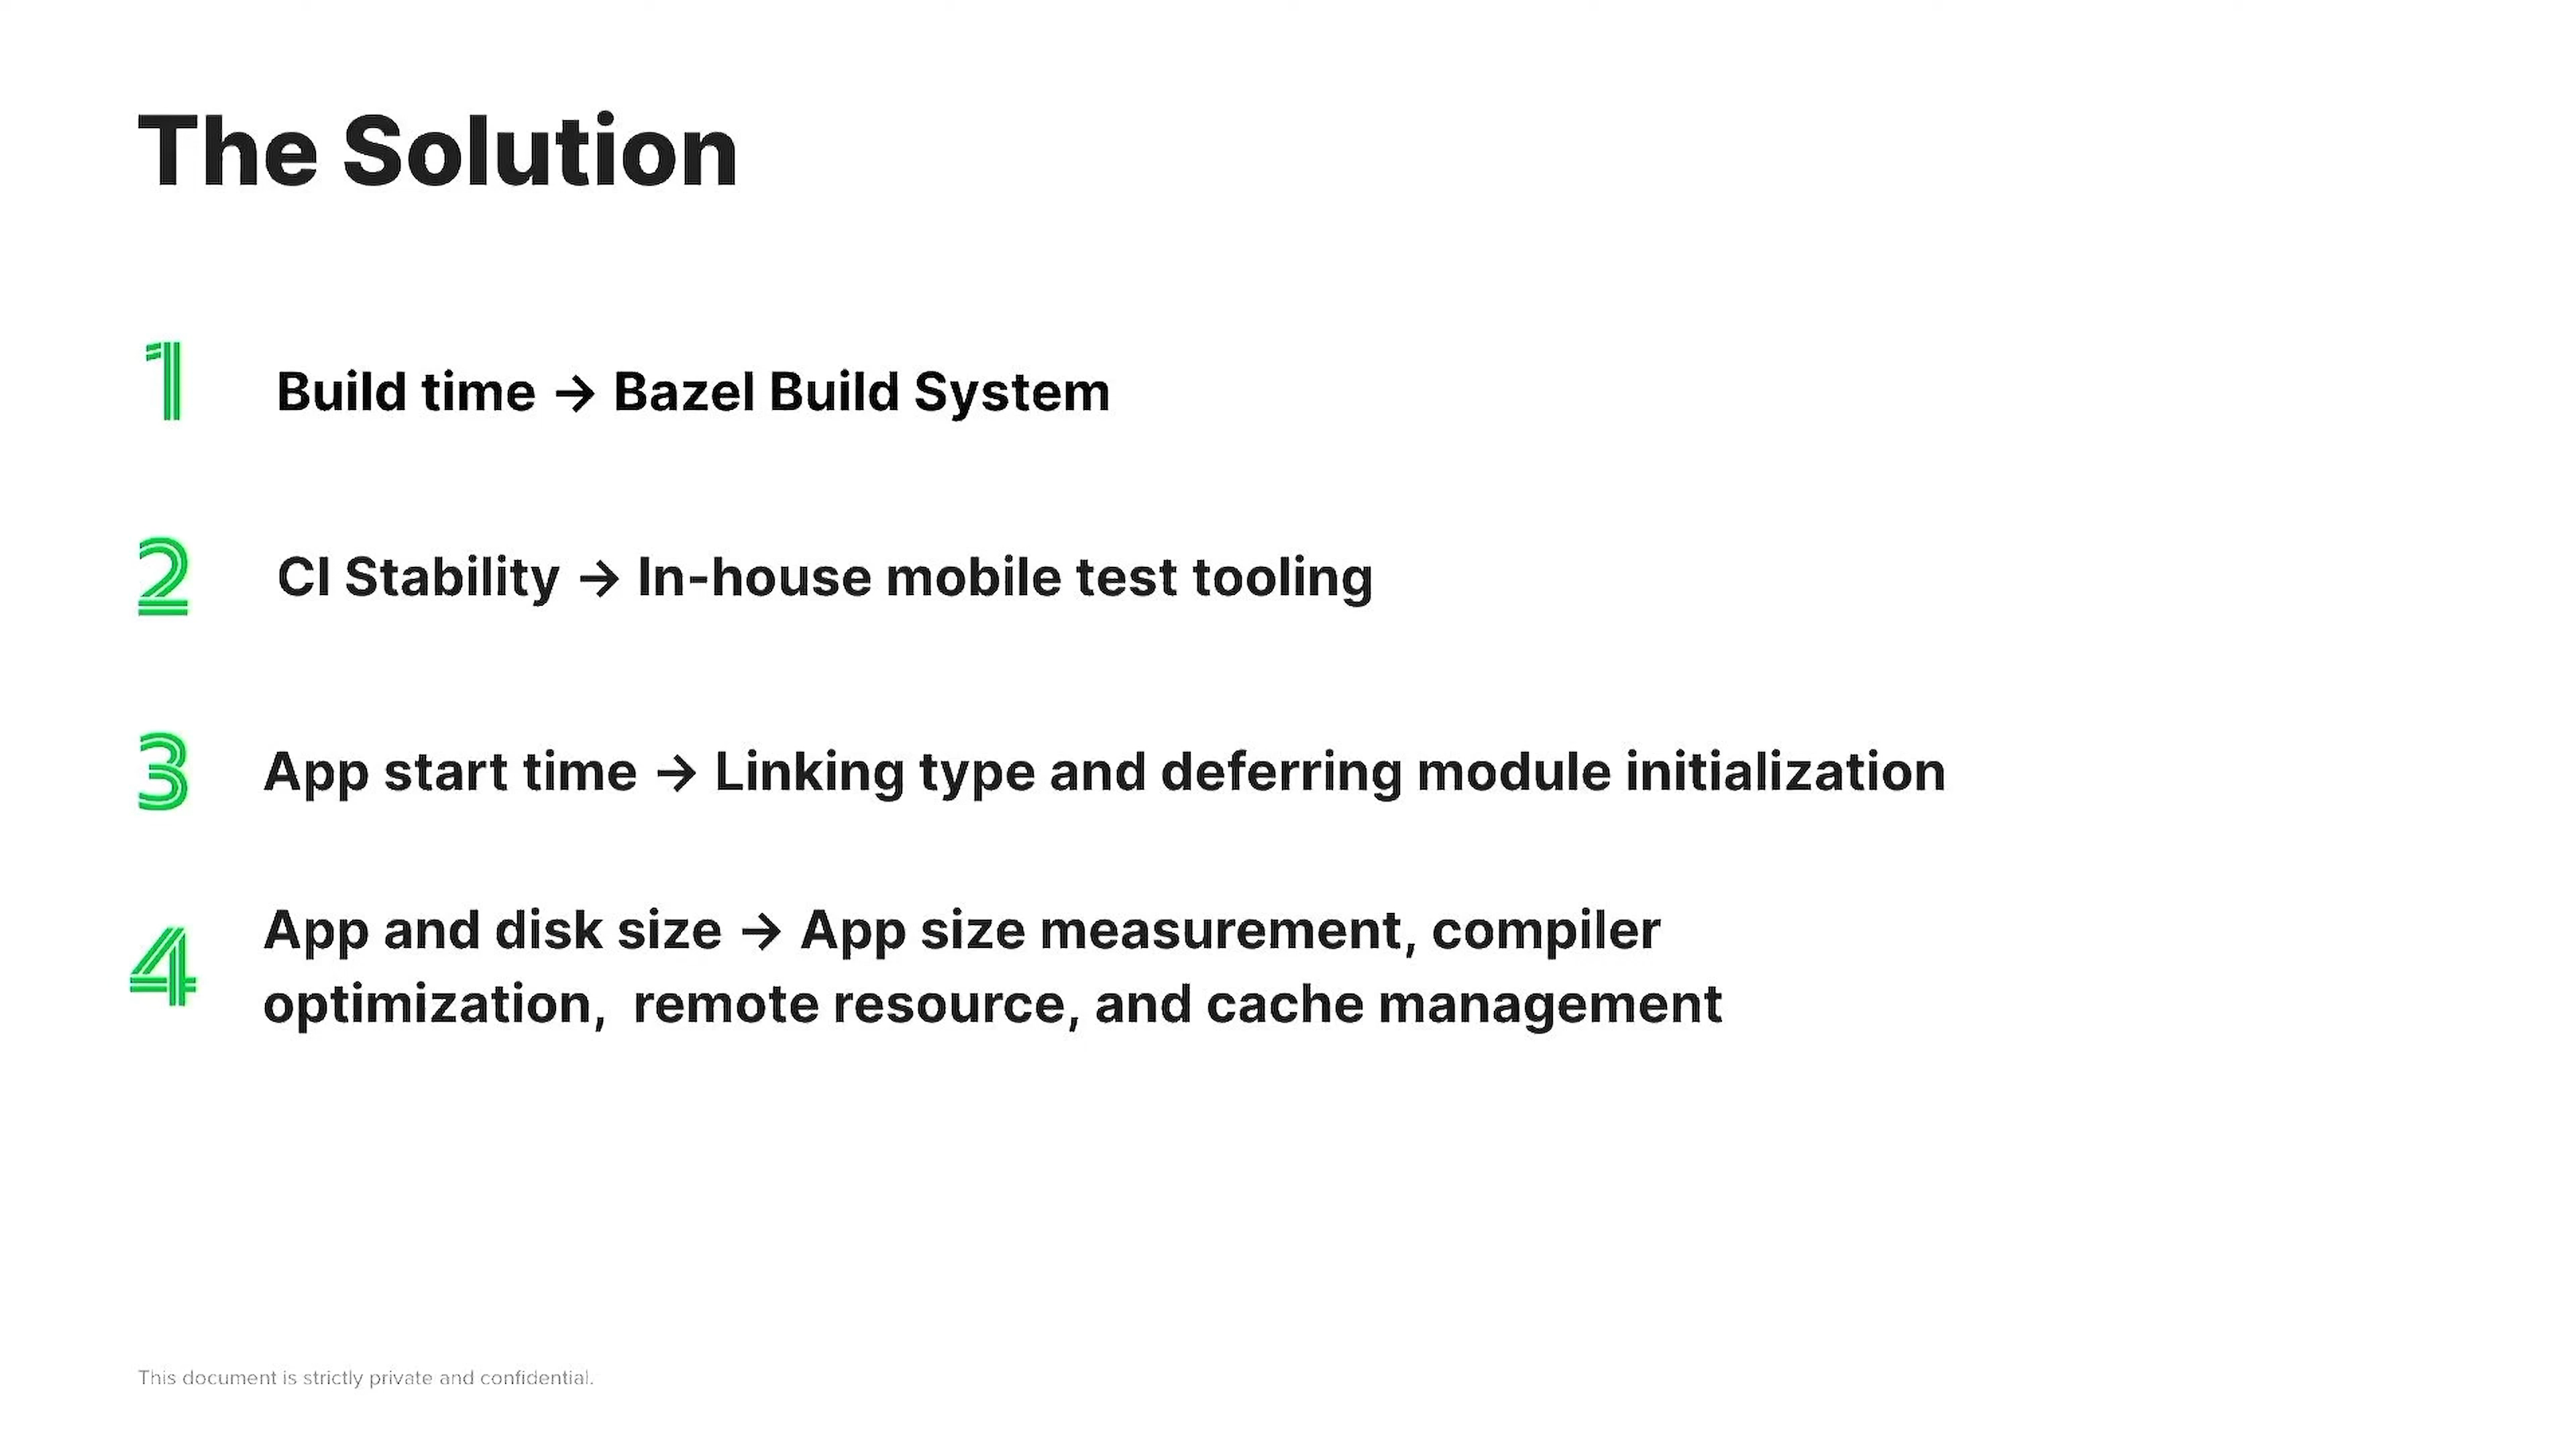 The Solution
1 Build time → Bazel Build System
2 CI Stability → In-house mobile test tooling
3 App start time → Linking type and deferring module initialization
4 App and disk size → App size measurement, compiler
optimization,  remote resource, and cache management
This document is strictly private and confidential.